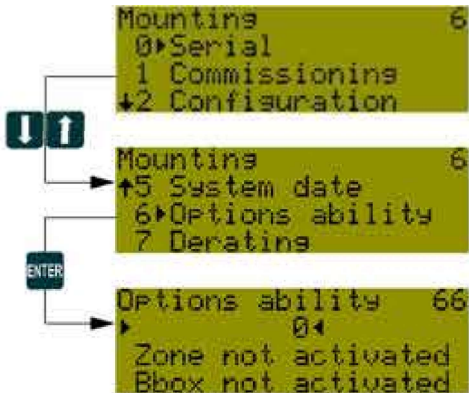 Mounting 6
0▸Serial
1 Commissioning
↓2 Configuration
↓ ↑
Mounting 6
↑5 System date
6▸Options ability
7 Derating
ENTER
Options ability 66
▸ 0◂
Zone not activated
Bbox not activated